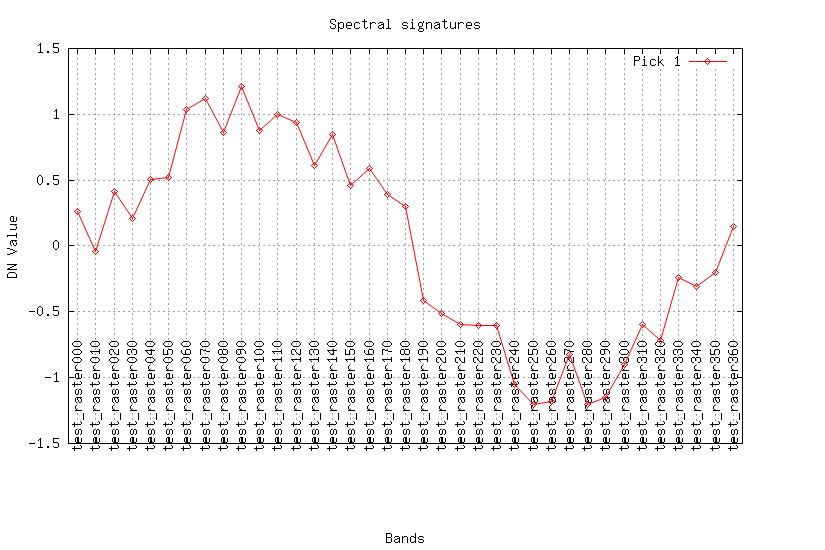 Spectral signatures
Pick 1
1.5
1
0.5
0
-0.5
-1
-1.5
DN Value
test_raster000
test_raster010
test_raster020
test_raster030
test_raster040
test_raster050
test_raster060
test_raster070
test_raster080
test_raster090
test_raster100
test_raster110
test_raster120
test_raster130
test_raster140
test_raster150
test_raster160
test_raster170
test_raster180
test_raster190
test_raster200
test_raster210
test_raster220
test_raster230
test_raster240
test_raster250
test_raster260
test_raster270
test_raster280
test_raster290
test_raster300
test_raster310
test_raster320
test_raster330
test_raster340
test_raster350
test_raster360
Bands